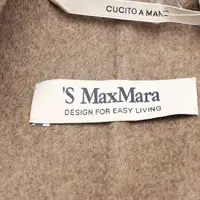 CUCITO A MANO
'S MaxMara
DESIGN FOR EASY LIVING